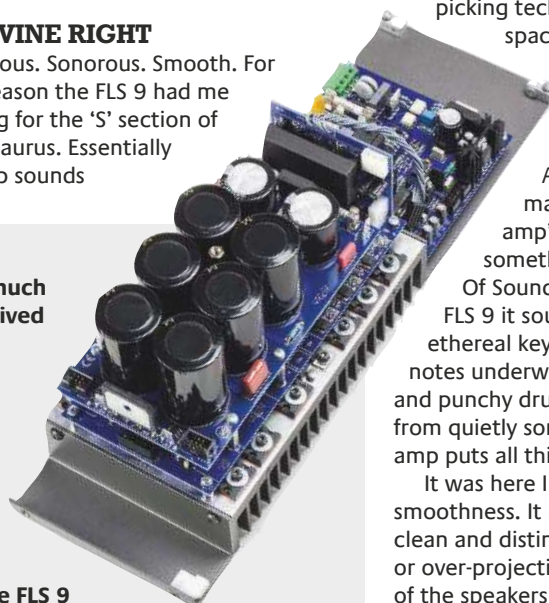 VINE RIGHT
ous. Sonorous. Smooth. For
eason the FLS 9 had me
g for the ‘S’ section of
aurus. Essentially
o sounds
much
ived
e FLS 9
picking tech
spac
A
ma
amp’
someth
Of Sound
FLS 9 it sou
ethereal key
notes underw
and punchy dru
from quietly sor
amp puts all thi
It was here I
smoothness. It
clean and distin
or over-projecti
of the speakers